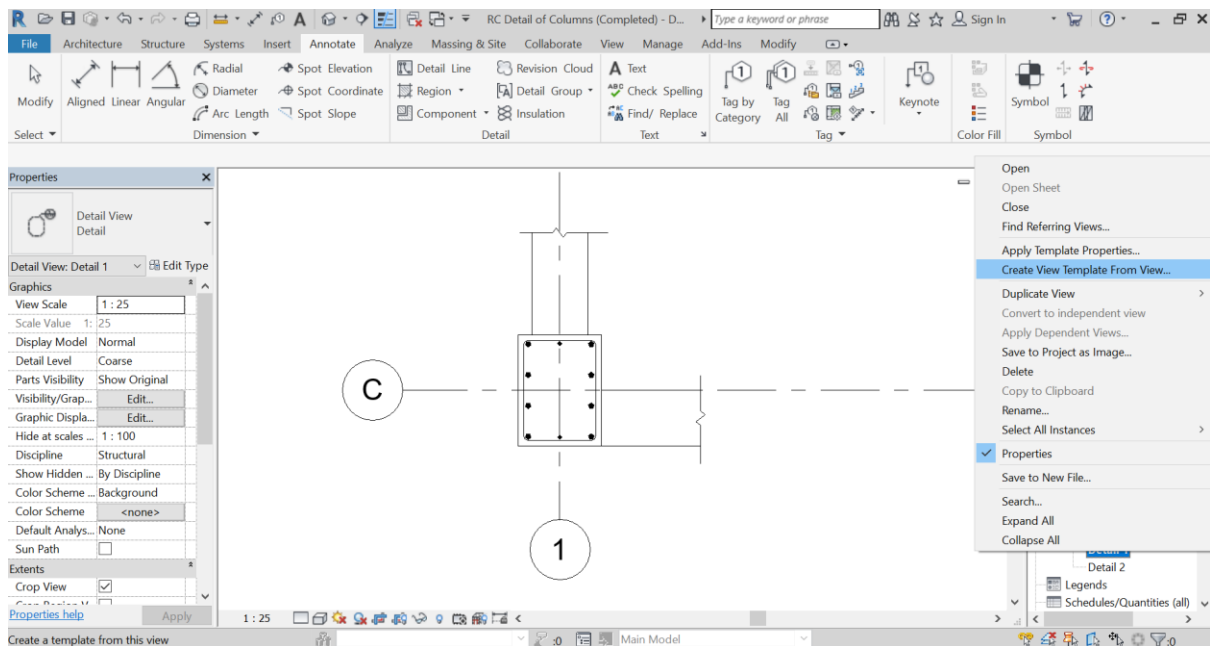 RC Detail of Columns (Completed) - D... Type a keyword or phrase Sign In
File Architecture Structure Systems Insert Annotate Analyze Massing & Site Collaborate View Manage Add-Ins Modify
Modify Aligned Linear Angular
Radial Spot Elevation
Diameter Spot Coordinate
Arc Length Spot Slope
Detail Line Revision Cloud
Region Detail Group
Component Insulation
A Text
ABC Check Spelling
Find/ Replace
Tag by Category
Tag All
Keynote
Symbol
Select Dimension Detail Text Tag Color Fill Symbol
Properties
Detail View
Detail
Detail View: Detail 1 Edit Type
Graphics
View Scale 1 : 25
Scale Value 1: 25
Display Model Normal
Detail Level Coarse
Parts Visibility Show Original
Visibility/Grap... Edit...
Graphic Displa... Edit...
Hide at scales ... 1 : 100
Discipline Structural
Show Hidden ... By Discipline
Color Scheme ... Background
Color Scheme <none>
Default Analys... None
Sun Path
Extents
Crop View
Properties help Apply
C
1
Open
Open Sheet
Close
Find Referring Views...
Apply Template Properties...
Create View Template From View...
Duplicate View
Convert to independent view
Apply Dependent Views...
Save to Project as Image...
Delete
Copy to Clipboard
Rename...
Select All Instances
Properties
Save to New File...
Search...
Expand All
Collapse All
Detail 2
Legends
Schedules/Quantities (all)
1 : 25
Create a template from this view
:0 Main Model :0